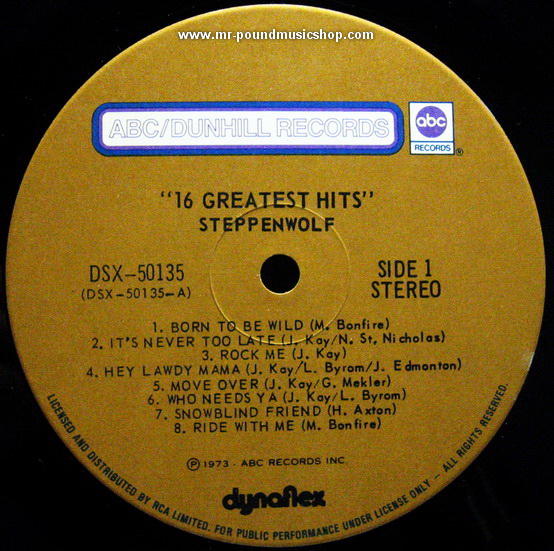 www.mr-poundmusicshop.com
ABC/DUNHILL RECORDS
abc
RECORDS
®
"16 GREATEST HITS"
STEPPENWOLF
DSX-50135
(DSX-50135-A)
SIDE 1
STEREO
1. BORN TO BE WILD (M. Bonfire)
2. IT'S NEVER TOO LATE (J. Kay/N. St. Nicholas)
3. ROCK ME (J. Kay)
4. HEY LAWDY MAMA (J. Kay/L. Byrom/J. Edmonton)
5. MOVE OVER (J. Kay/G. Mekler)
6. WHO NEEDS YA (J. Kay/L. Byrom)
7. SNOWBLIND FRIEND (H. Axton)
8. RIDE WITH ME (M. Bonfire)
℗ 1973 - ABC RECORDS INC.
dynaflex
LICENSED AND DISTRIBUTED BY RCA LIMITED. FOR PUBLIC PERFORMANCE UNDER LICENSE ONLY - ALL RIGHTS RESERVED.